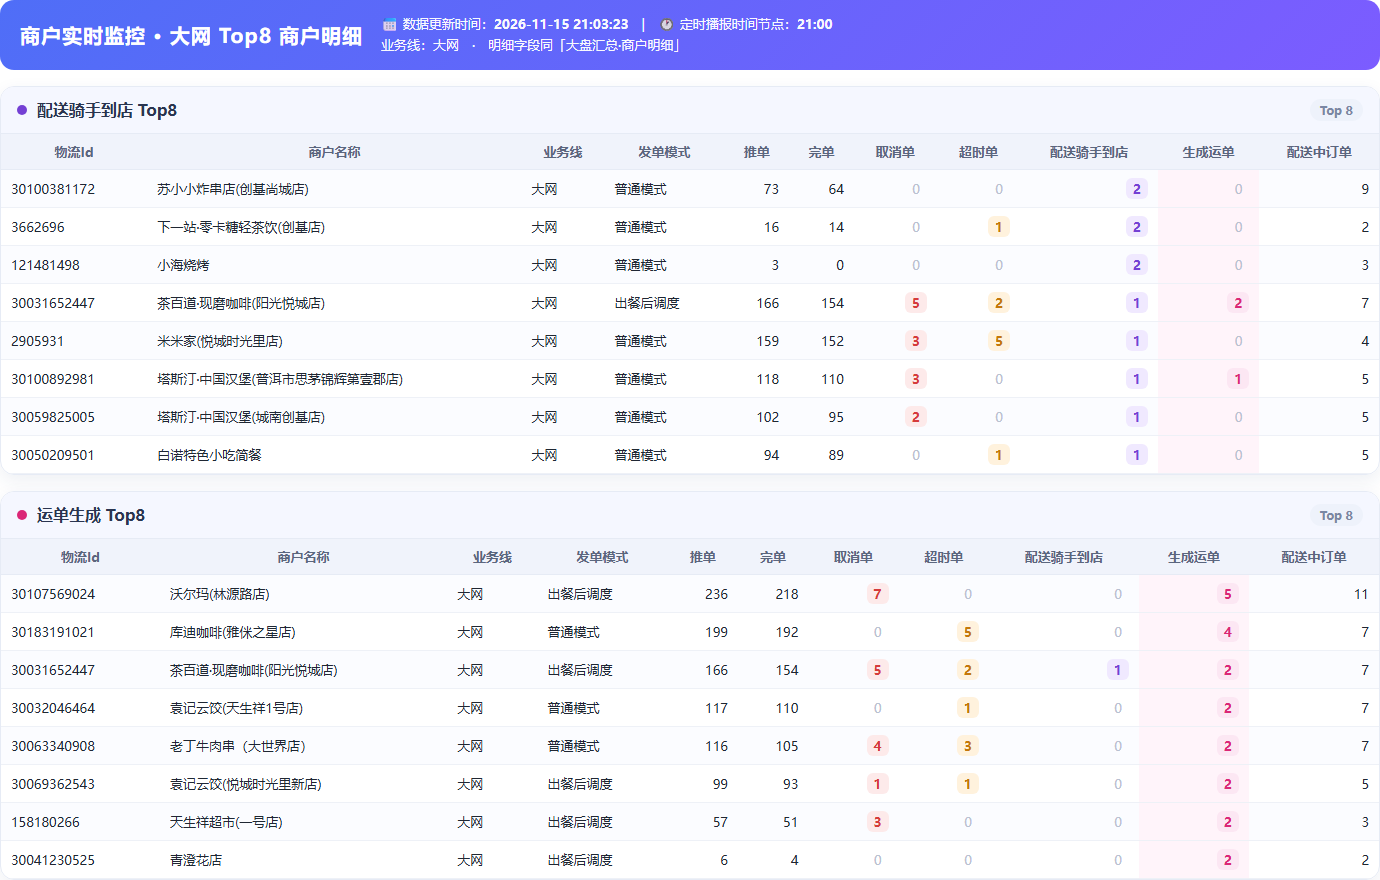 商户实时监控 • 大网 Top8 商户明细
数据更新时间：2026-11-15 21:03:23 | 定时播报时间节点：21:00
业务线：大网 · 明细字段同「大盘汇总·商户明细」
配送骑手到店 Top8 Top 8
物流Id 商户名称 业务线 发单模式 推单 完单 取消单 超时单 配送骑手到店 生成运单 配送中订单
30100381172 苏小小炸串店(创基尚城店) 大网 普通模式 73 64 0 0 2 0 9
3662696 下一站·零卡糖轻茶饮(创基店) 大网 普通模式 16 14 0 1 2 0 2
121481498 小海烧烤 大网 普通模式 3 0 0 0 2 0 3
30031652447 茶百道·现磨咖啡(阳光悦城店) 大网 出餐后调度 166 154 5 2 1 2 7
2905931 米米家(悦城时光里店) 大网 普通模式 159 152 3 5 1 0 4
30100892981 塔斯汀·中国汉堡(普洱市思茅锦辉第壹郡店) 大网 普通模式 118 110 3 0 1 1 5
30059825005 塔斯汀·中国汉堡(城南创基店) 大网 普通模式 102 95 2 0 1 0 5
30050209501 白诺特色小吃简餐 大网 普通模式 94 89 0 1 1 0 5
运单生成 Top8 Top 8
物流Id 商户名称 业务线 发单模式 推单 完单 取消单 超时单 配送骑手到店 生成运单 配送中订单
30107569024 沃尔玛(林源路店) 大网 出餐后调度 236 218 7 0 0 5 11
30183191021 库迪咖啡(雅侎之星店) 大网 普通模式 199 192 0 5 0 4 7
30031652447 茶百道·现磨咖啡(阳光悦城店) 大网 出餐后调度 166 154 5 2 1 2 7
30032046464 袁记云饺(天生祥1号店) 大网 普通模式 117 110 0 1 0 2 7
30063340908 老丁牛肉串（大世界店） 大网 普通模式 116 105 4 3 0 2 7
30069362543 袁记云饺(悦城时光里新店) 大网 出餐后调度 99 93 1 1 0 2 5
158180266 天生祥超市(一号店) 大网 出餐后调度 57 51 3 0 0 2 3
30041230525 青澄花店 大网 出餐后调度 6 4 0 0 0 2 2